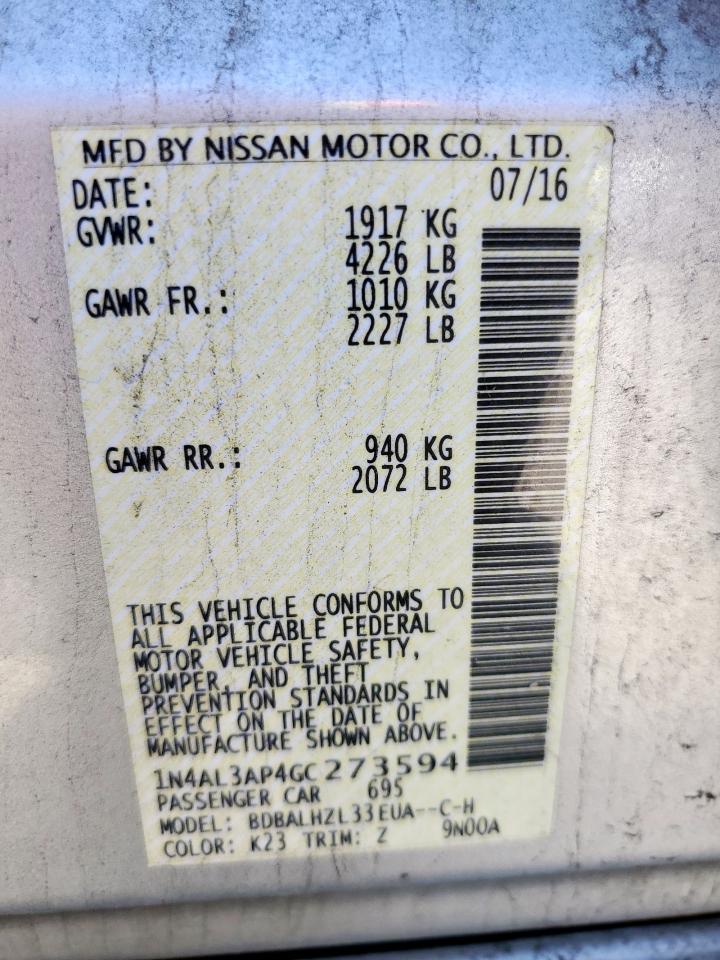 MFD BY NISSAN MOTOR CO., LTD.
DATE: 07/16
GVWR: 1917 KG
4226 LB
GAWR FR.: 1010 KG
2227 LB
GAWR RR.: 940 KG
2072 LB
THIS VEHICLE CONFORMS TO
ALL APPLICABLE FEDERAL
MOTOR VEHICLE SAFETY,
BUMPER, AND THEFT
PREVENTION STANDARDS IN
EFFECT ON THE DATE OF
MANUFACTURE SHOWN ABOVE.
1N4AL3AP4GC273594
PASSENGER CAR 695
MODEL: BDBALHZL33EUA--C-H
COLOR: K23 TRIM: Z 9N00A